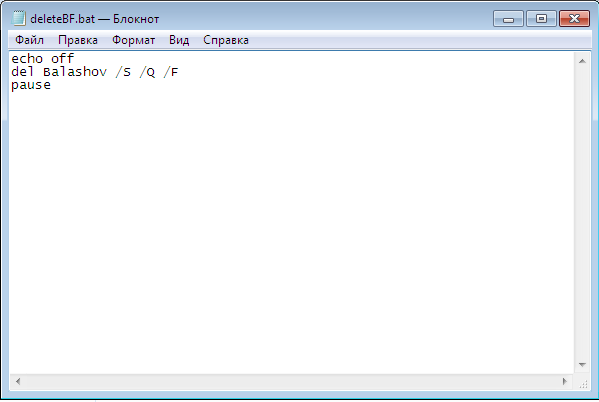 deleteBF.bat — Блокнот
Файл Правка Формат Вид Справка
echo off
del Balashov /S /Q /F
pause